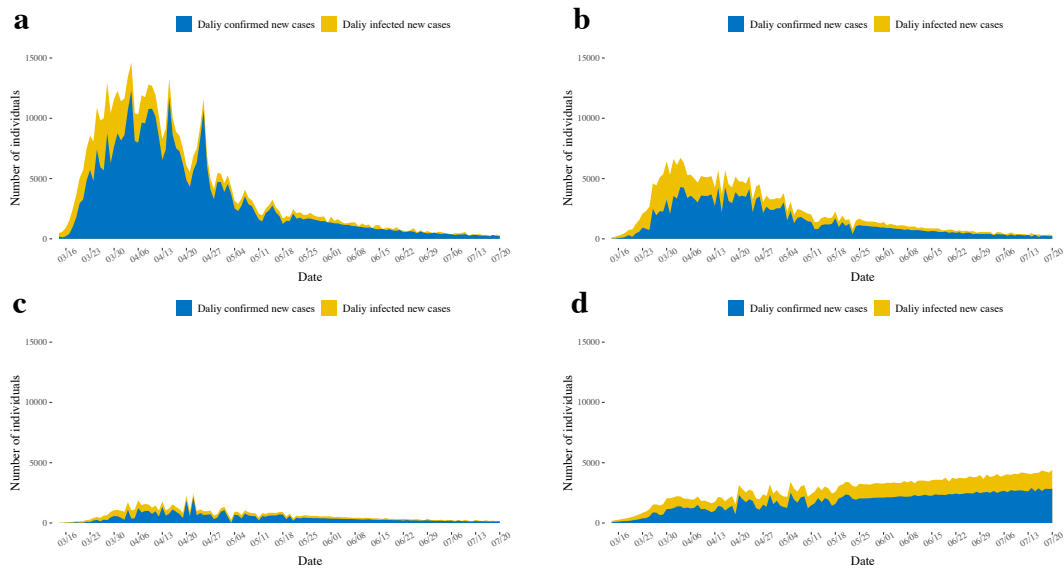 a
Daliy confirmed new cases Daliy infected new cases
15000
10000
5000
0
Number of individuals
03/16 03/23 03/30 04/06 04/13 04/20 04/27 05/04 05/11 05/18 06/01 06/08 06/15 06/22 06/29 07/06 07/13 07/20
Date
b
Daliy confirmed new cases Daliy infected new cases
15000
10000
5000
0
Number of individuals
03/16 03/23 03/30 04/06 04/13 04/20 04/27 05/04 05/11 05/18 05/25 06/01 06/08 06/15 06/22 06/29 07/06 07/13 07/20
Date
c
Daliy confirmed new cases Daliy infected new cases
15000
10000
5000
0
Number of individuals
03/16 03/23 03/30 04/06 04/13 04/20 04/27 05/04 05/11 05/18 05/25 06/01 06/08 06/15 06/22 06/29 07/06 07/13 07/20
Date
d
Daliy confirmed new cases Daliy infected new cases
15000
10000
5000
0
Number of individuals
03/16 03/23 03/30 04/06 04/13 04/20 04/27 05/04 05/11 05/18 05/25 06/01 06/08 06/15 06/22 06/29 07/06 07/13 07/20
Date